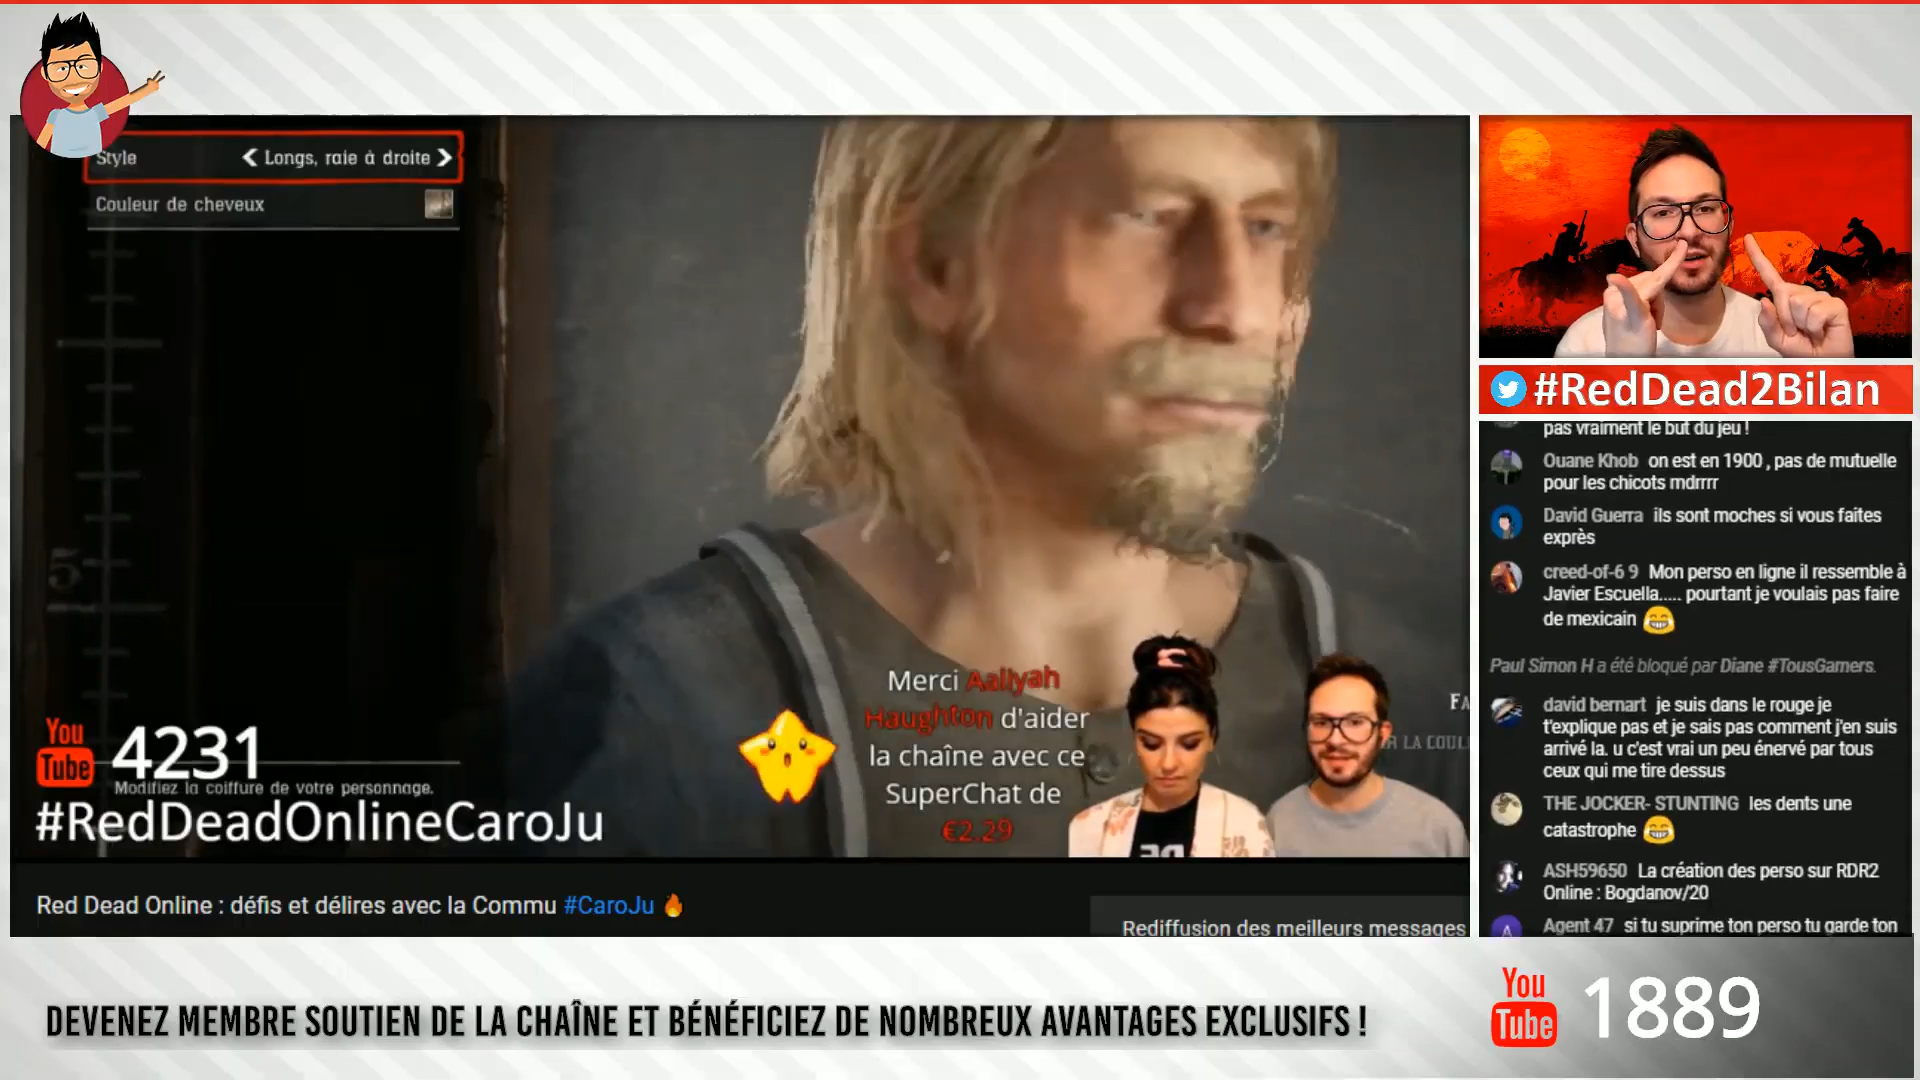 Style
Longs, raie à droite
Couleur de cheveux
5
You
Tube
4231
Modifiez la coiffure de votre personnage.
#RedDeadOnlineCaroJu
Merci Aaliyah
Haughton d'aider
la chaîne avec ce
SuperChat de
€2.29
Red Dead Online : défis et délires avec la Commu #CaroJu
Rediffusion des meilleurs messages
#RedDead2Bilan
pas vraiment le but du jeu !
Ouane Khob on est en 1900 , pas de mutuelle
pour les chicots mdrrrr
David Guerra ils sont moches si vous faites
exprès
creed-of-6 9 Mon perso en ligne il ressemble à
Javier Escuella..... pourtant je voulais pas faire
de mexicain
Paul Simon H a été bloqué par Diane #TousGamers.
david bernart je suis dans le rouge je
t'explique pas et je sais pas comment j'en suis
arrivé la. u c'est vrai un peu énervé par tous
ceux qui me tire dessus
THE JOCKER- STUNTING les dents une
catastrophe
ASH59650 La création des perso sur RDR2
Online : Bogdanov/20
A
Agent 47 si tu suprime ton perso tu garde ton
DEVENEZ MEMBRE SOUTIEN DE LA CHAÎNE ET BÉNÉFICIEZ DE NOMBREUX AVANTAGES EXCLUSIFS !
You
Tube
1889